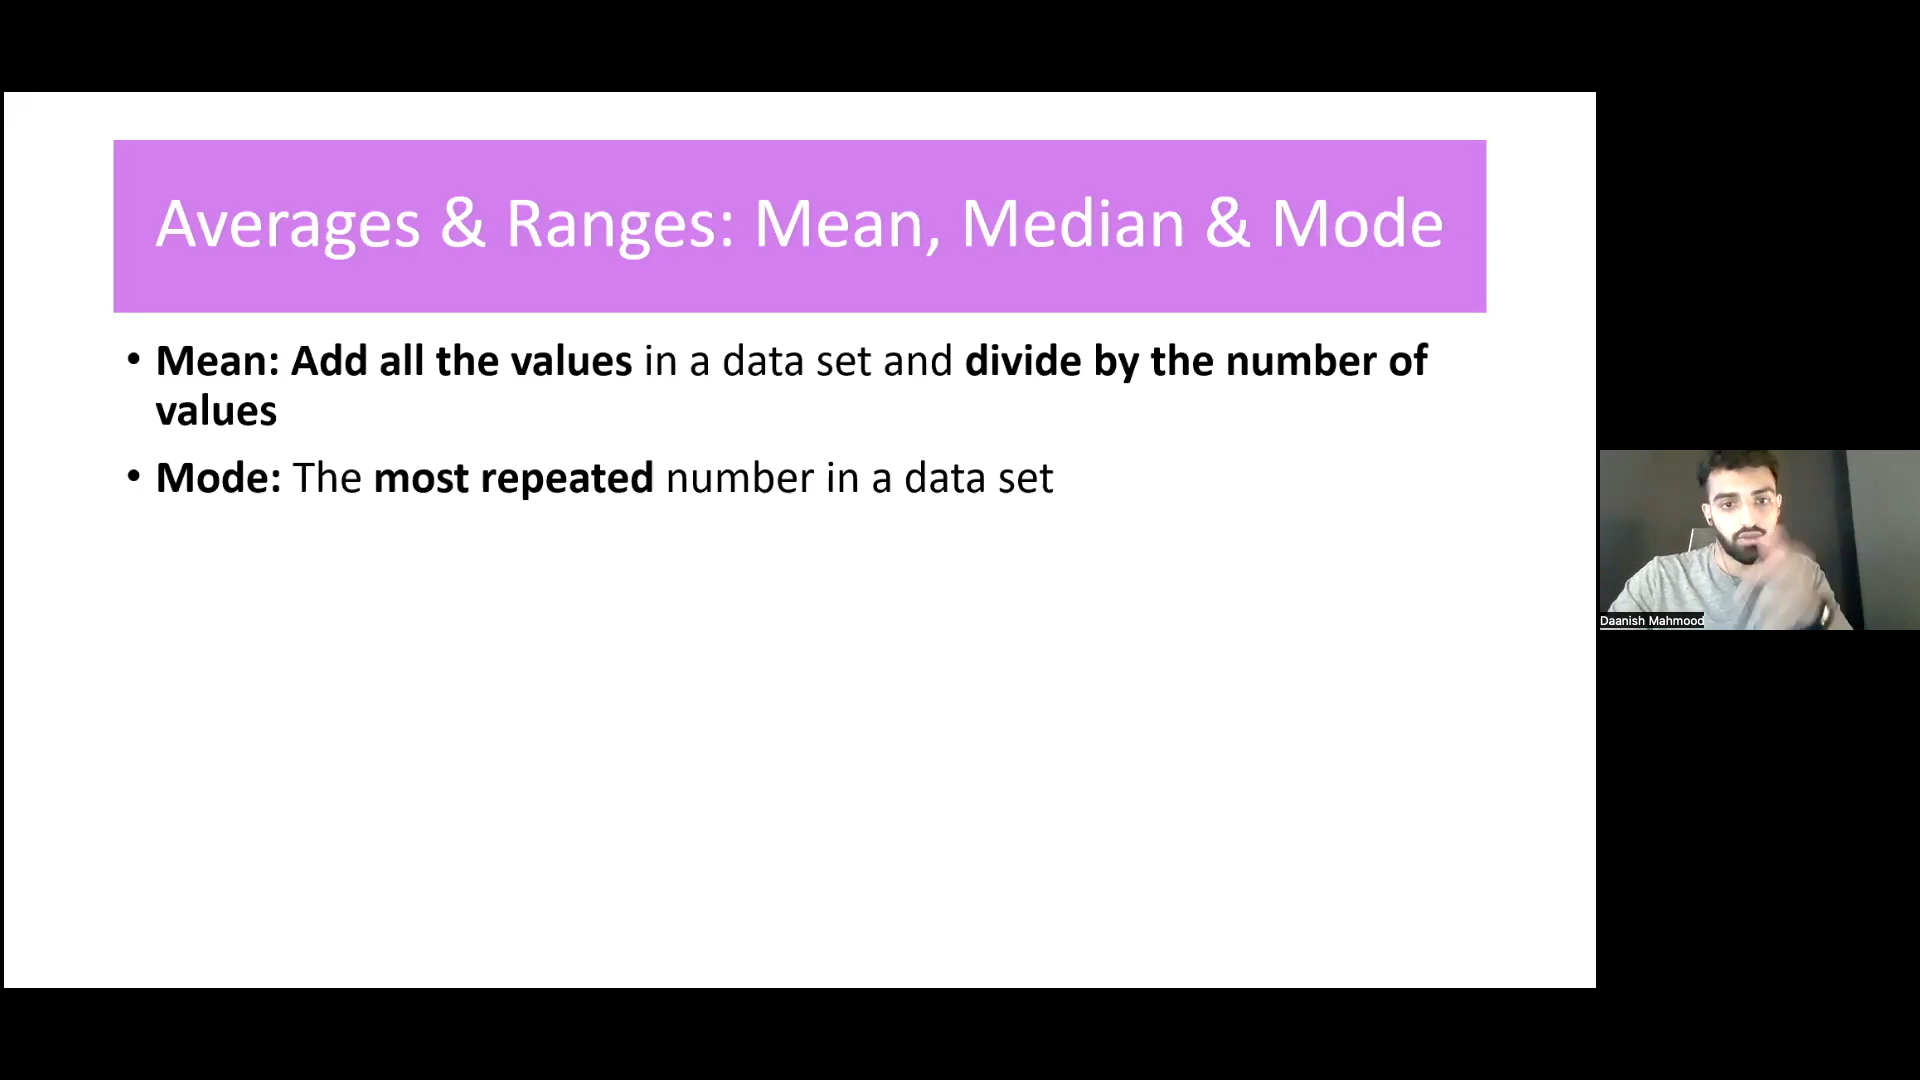 Averages & Ranges: Mean, Median & Mode
• Mean: Add all the values in a data set and divide by the number of
values
• Mode: The most repeated number in a data set
Daanish Mahmood